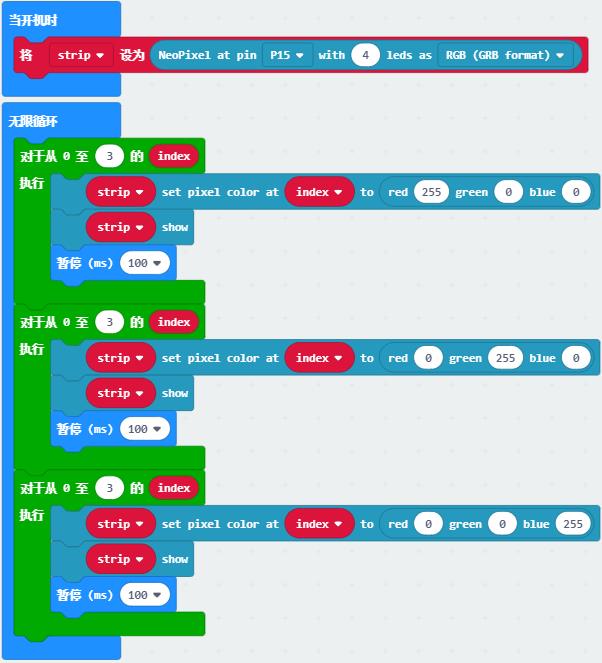 当开机时
将 strip 设为 NeoPixel at pin P15 with 4 leds as RGB (GRB format)
无限循环
对于从 0 至 3 的 index
执行 strip set pixel color at index to red 255 green 0 blue 0
strip show
暂停 (ms) 100
对于从 0 至 3 的 index
执行 strip set pixel color at index to red 0 green 255 blue 0
strip show
暂停 (ms) 100
对于从 0 至 3 的 index
执行 strip set pixel color at index to red 0 green 0 blue 255
strip show
暂停 (ms) 100